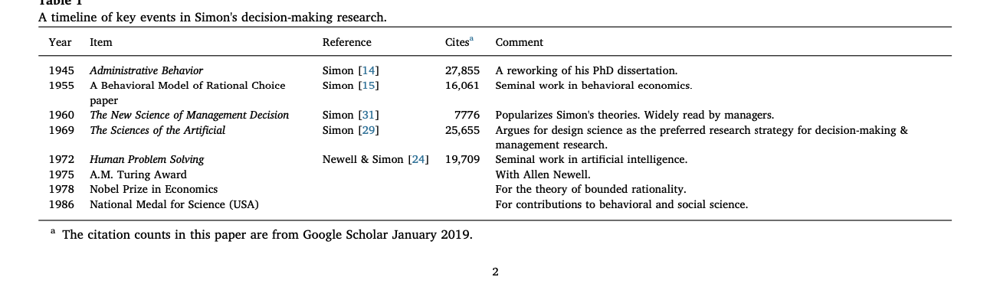 Table 1
A timeline of key events in Simon's decision-making research.
Year Item Reference Cites^a Comment
1945 Administrative Behavior Simon [14] 27,855 A reworking of his PhD dissertation.
1955 A Behavioral Model of Rational Choice Simon [15] 16,061 Seminal work in behavioral economics.
paper
1960 The New Science of Management Decision Simon [31] 7776 Popularizes Simon's theories. Widely read by managers.
1969 The Sciences of the Artificial Simon [29] 25,655 Argues for design science as the preferred research strategy for decision-making &
management research.
1972 Human Problem Solving Newell & Simon [24] 19,709 Seminal work in artificial intelligence.
1975 A.M. Turing Award With Allen Newell.
1978 Nobel Prize in Economics For the theory of bounded rationality.
1986 National Medal for Science (USA) For contributions to behavioral and social science.
^a The citation counts in this paper are from Google Scholar January 2019.
2